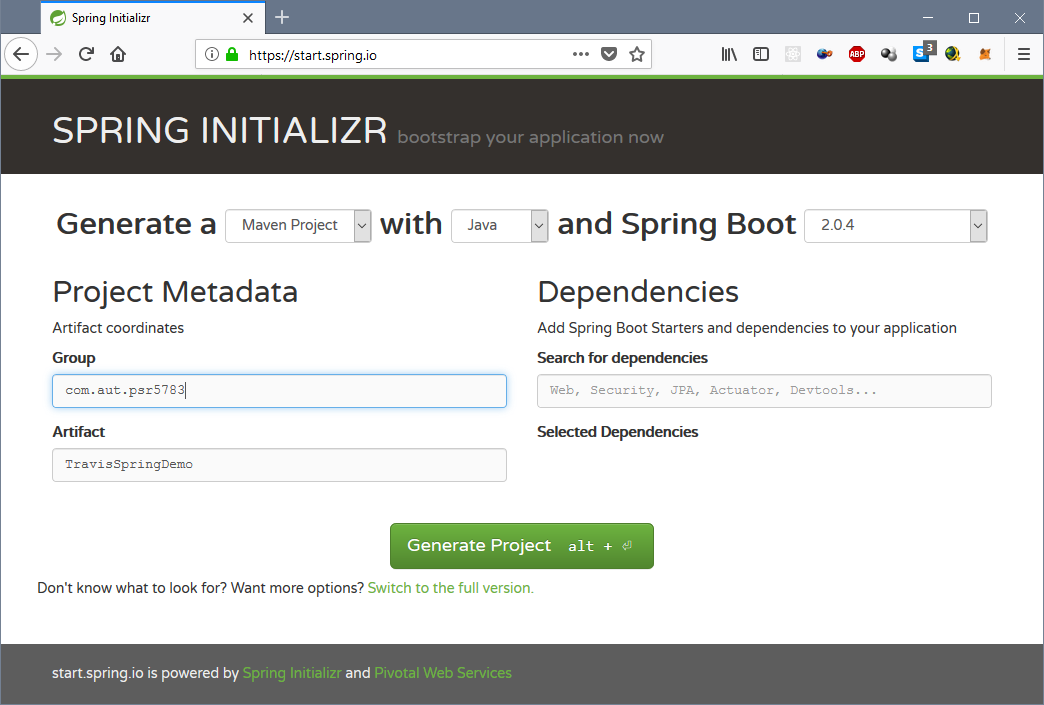 Spring Initializr
https://start.spring.io
ABP
S 3
SPRING INITIALIZR bootstrap your application now
Generate a Maven Project with Java and Spring Boot 2.0.4
Project Metadata
Artifact coordinates
Group
com.aut.psr5783
Artifact
TravisSpringDemo
Dependencies
Add Spring Boot Starters and dependencies to your application
Search for dependencies
Web, Security, JPA, Actuator, Devtools...
Selected Dependencies
Generate Project alt + ⏎
Don't know what to look for? Want more options? Switch to the full version.
start.spring.io is powered by Spring Initializr and Pivotal Web Services